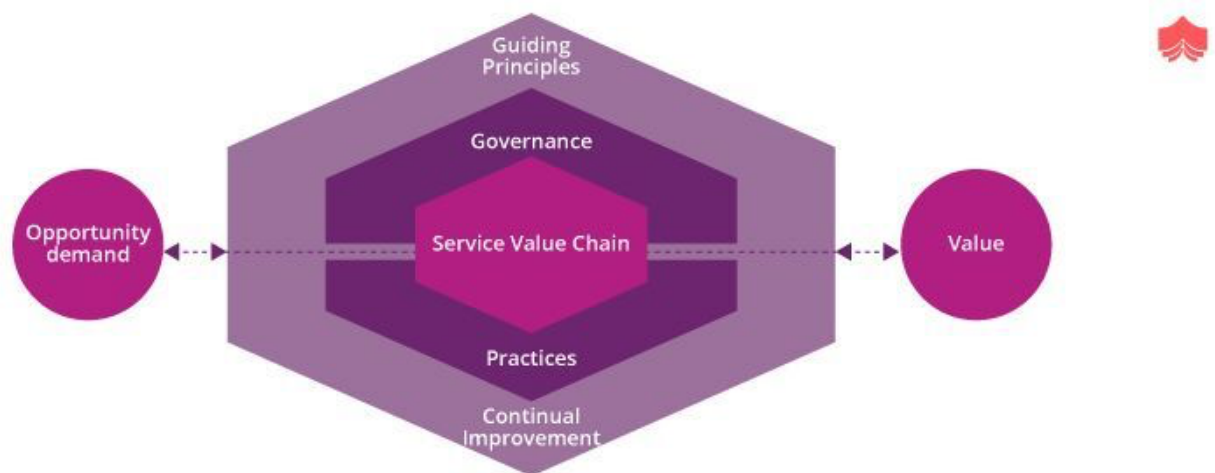 Guiding
Principles
Governance
Opportunity
demand
Service Value Chain
Value
Practices
Continual
Improvement